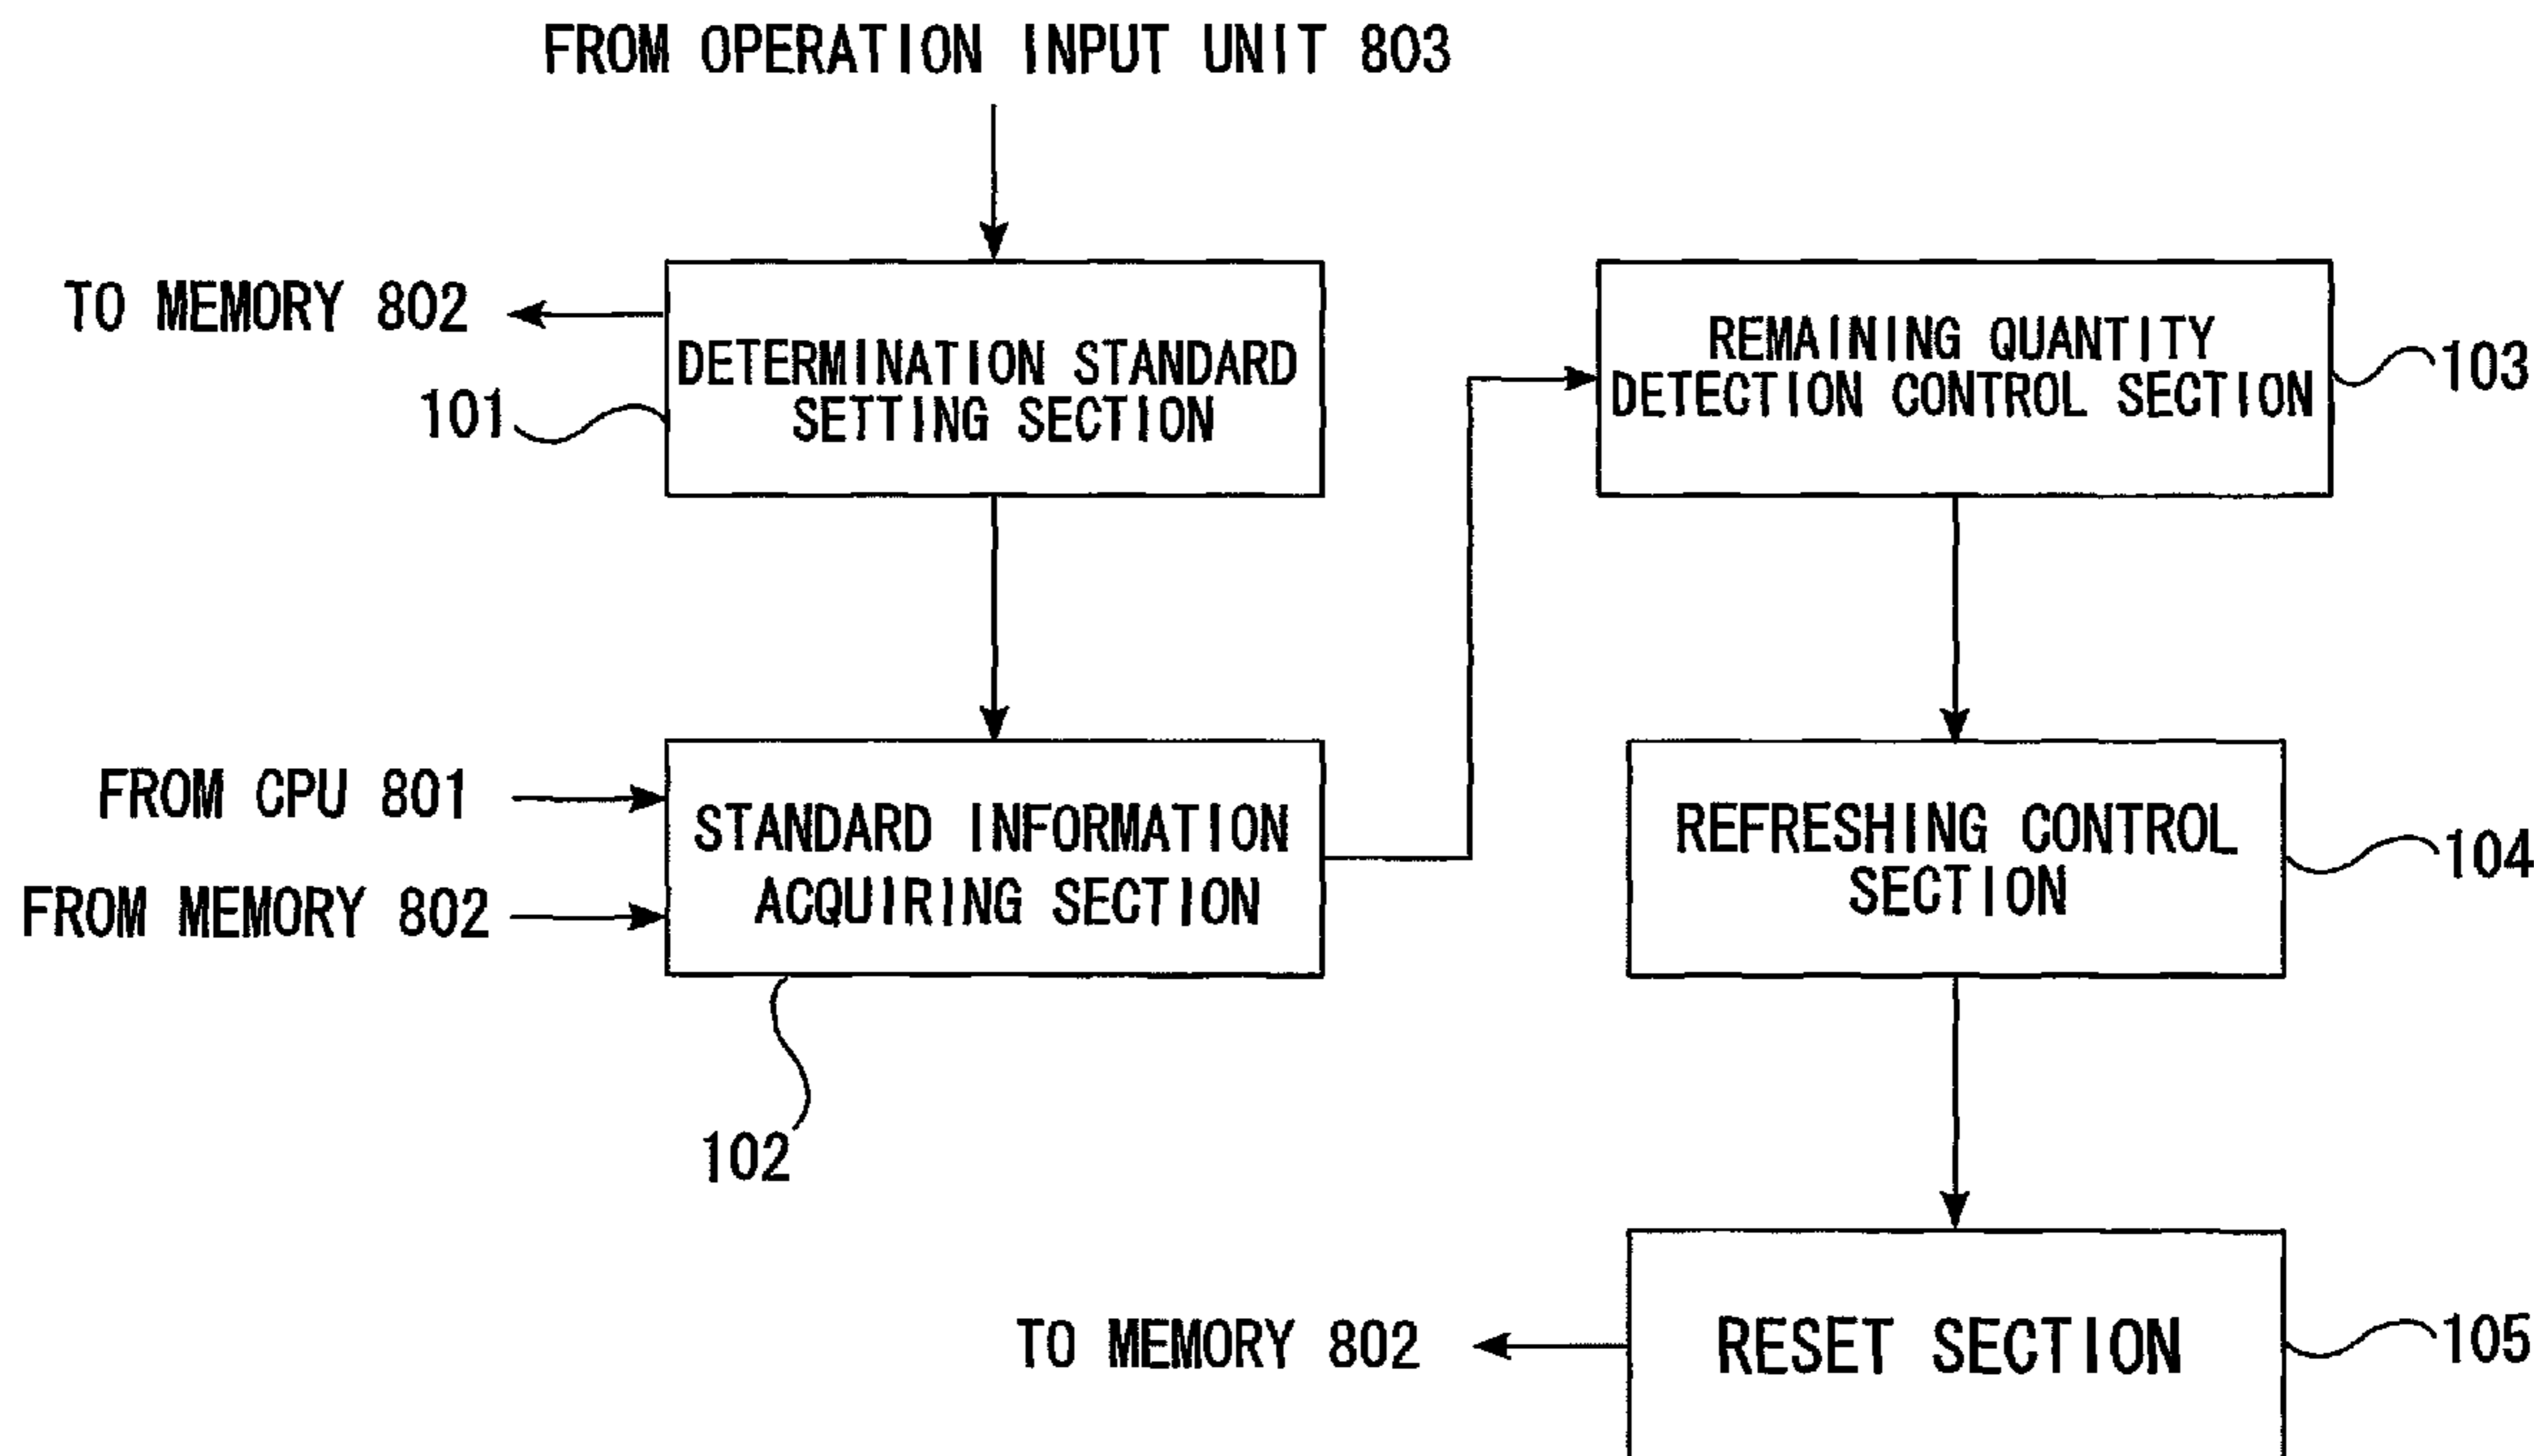 FROM OPERATION INPUT UNIT 803
TO MEMORY 802
DETERMINATION STANDARD
SETTING SECTION
101
REMAINING QUANTITY
DETECTION CONTROL SECTION
103
FROM CPU 801
FROM MEMORY 802
STANDARD INFORMATION
ACQUIRING SECTION
102
REFRESHING CONTROL
SECTION
104
TO MEMORY 802
RESET SECTION
105